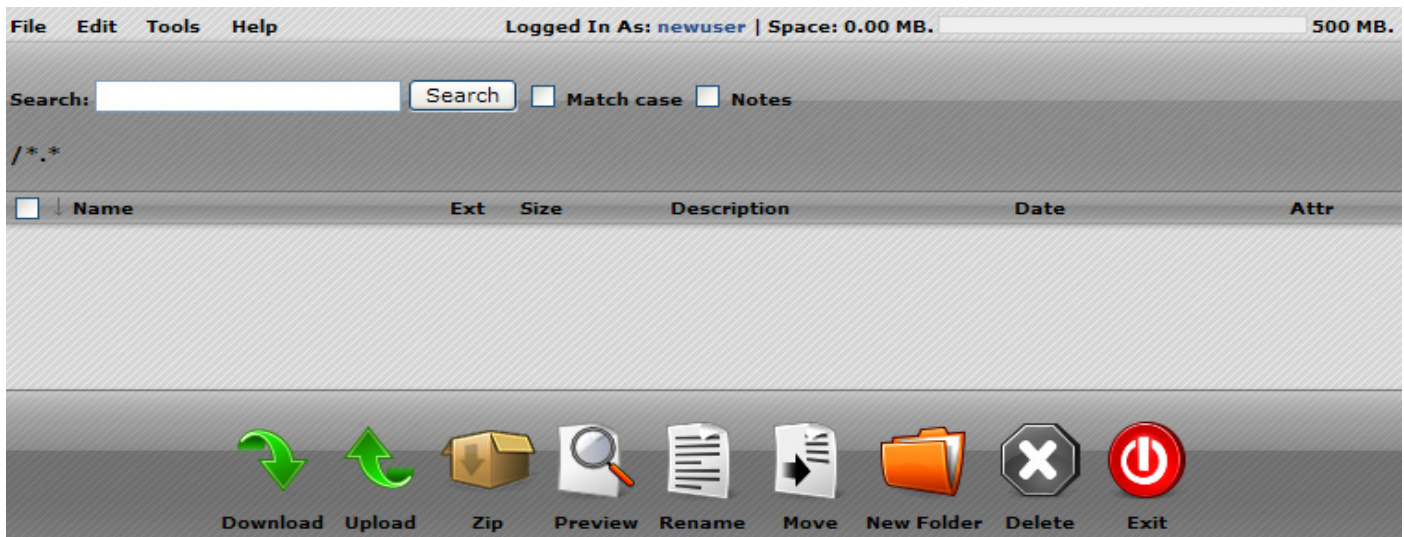 File Edit Tools Help Logged In As: newuser | Space: 0.00 MB. 500 MB.
Search: Search Match case Notes
/*.*
↓ Name Ext Size Description Date Attr
Download Upload Zip Preview Rename Move New Folder Delete Exit